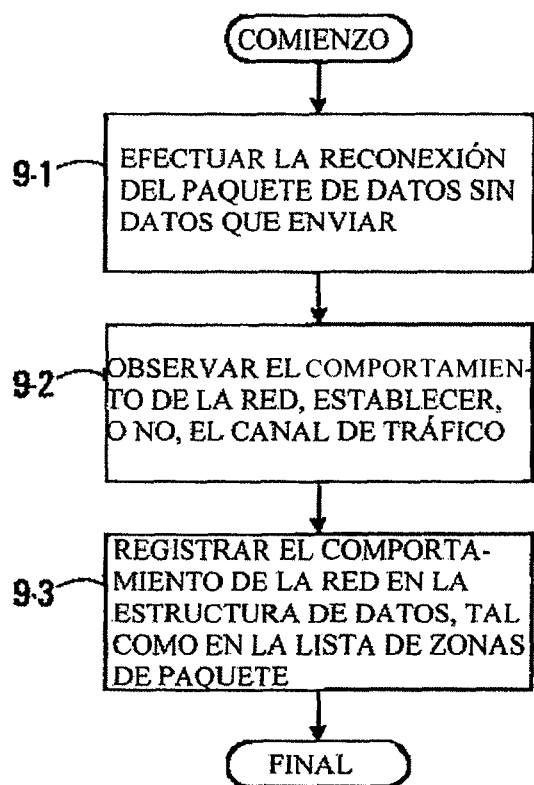 COMIENZO
9-1
EFECTUAR LA RECONEXIÓN
DEL PAQUETE DE DATOS SIN
DATOS QUE ENVIAR
9-2
OBSERVAR EL COMPORTAMIEN-
TO DE LA RED, ESTABLECER,
O NO, EL CANAL DE TRÁFICO
9-3
REGISTRAR EL COMPORTA-
MIENTO DE LA RED EN LA
ESTRUCTURA DE DATOS, TAL
COMO EN LA LISTA DE ZONAS
DE PAQUETE
FINAL